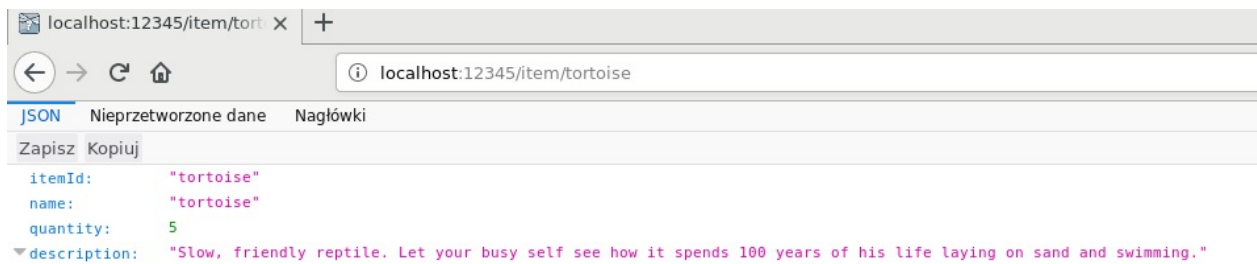 localhost:12345/item/tort
localhost:12345/item/tortoise
JSON Nieprzetworzone dane Nagłówki
Zapisz Kopiuj
itemId: "tortoise"
name: "tortoise"
quantity: 5
description: "Slow, friendly reptile. Let your busy self see how it spends 100 years of his life laying on sand and swimming."